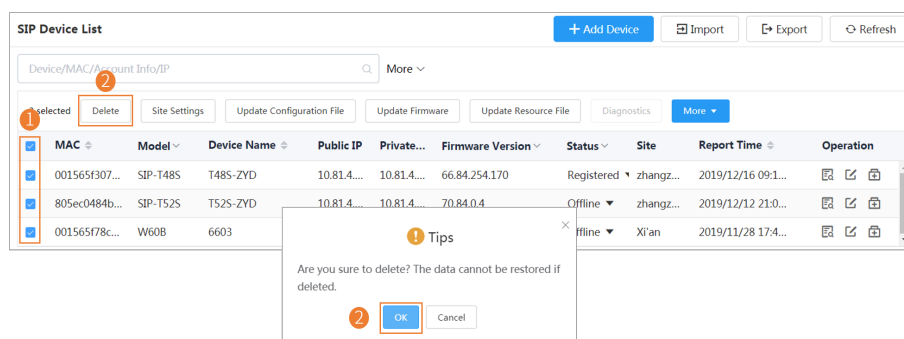 SIP Device List + Add Device Import Export Refresh
Device/MAC/Account Info/IP More
2
selected Delete Site Settings Update Configuration File Update Firmware Update Resource File Diagnostics More
1
MAC Model Device Name Public IP Private... Firmware Version Status Site Report Time Operation
001565f307... SIP-T48S T48S-ZYD 10.81.4.... 10.81.4.... 66.84.254.170 Registered zhangz... 2019/12/16 09:1...
805ec0484b... SIP-T52S T52S-ZYD 10.81.4.... 10.81.4.... 70.84.0.4 Offline zhangz... 2019/12/12 21:0...
001565f78c... W60B 6603 ffline Xi'an 2019/11/28 17:4...
Tips
Are you sure to delete? The data cannot be restored if
deleted.
2 OK Cancel